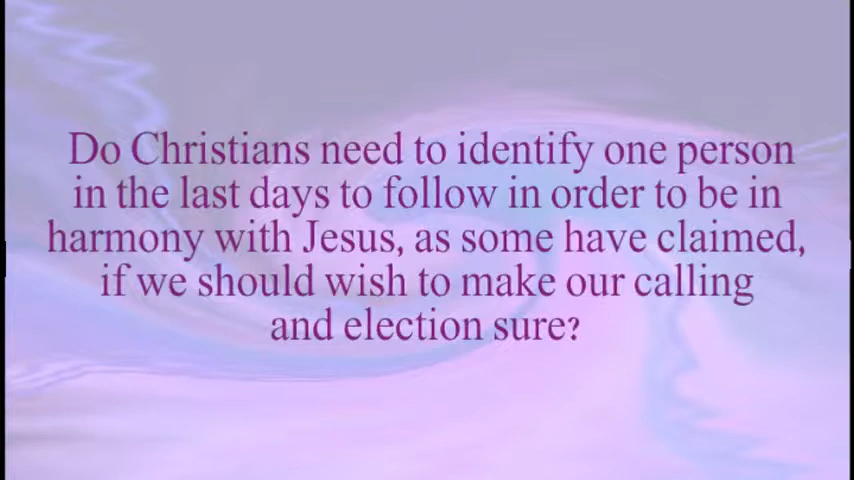 Do Christians need to identify one person
in the last days to follow in order to be in
harmony with Jesus, as some have claimed,
if we should wish to make our calling
and election sure?